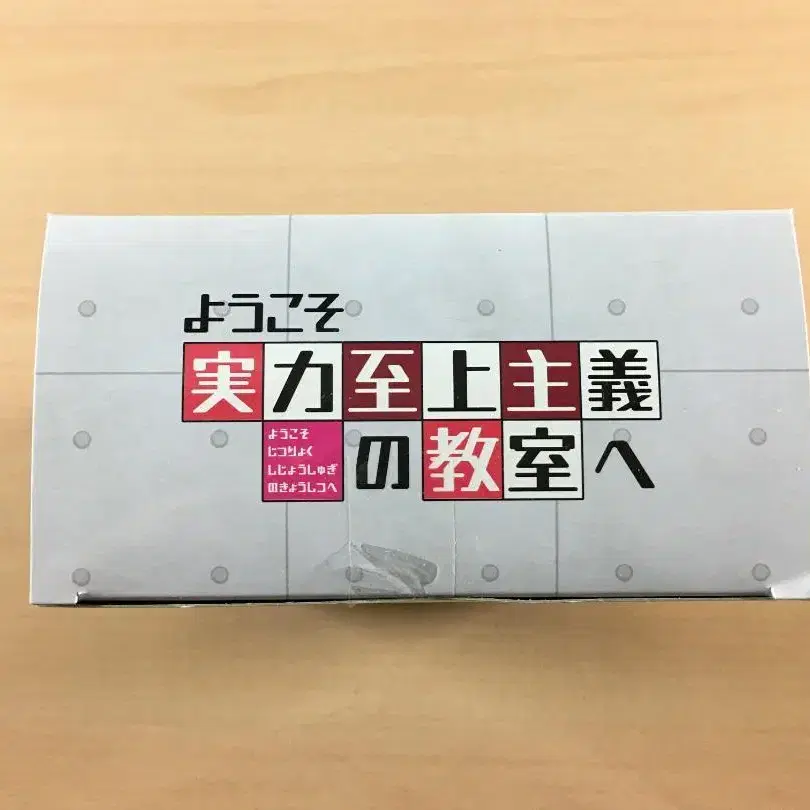 ようこそ
実力至上主義
の教室へ
ようこそ
じつりょく
しじょうしゅぎ
のきょうしつへ